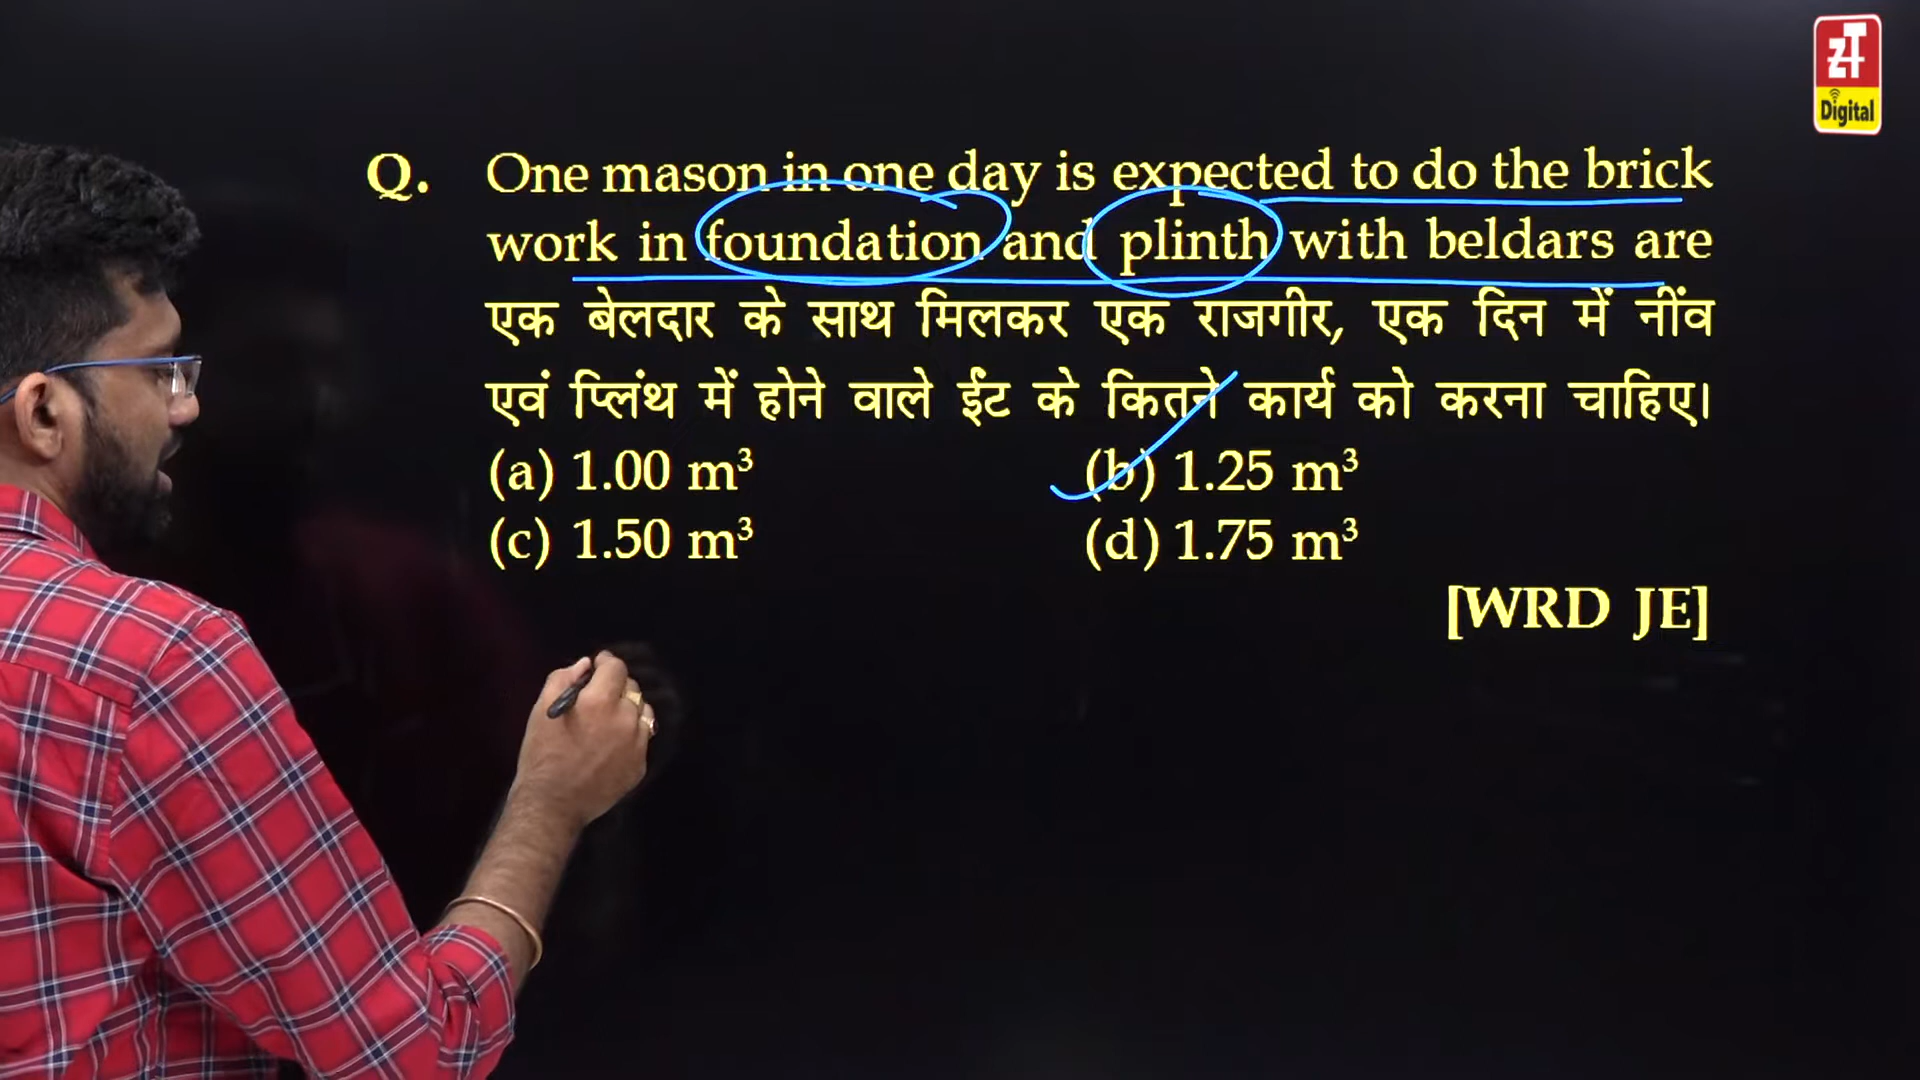 ZT
Digital
Q. One mason in one day is expected to do the brick
work in foundation and plinth with beldars are
एक बेलदार के साथ मिलकर एक राजगीर, एक दिन में नींव
एवं प्लिंथ में होने वाले ईंट के कितने कार्य को करना चाहिए।
(a) 1.00 m³ (b) 1.25 m³
(c) 1.50 m³ (d) 1.75 m³
[WRD JE]